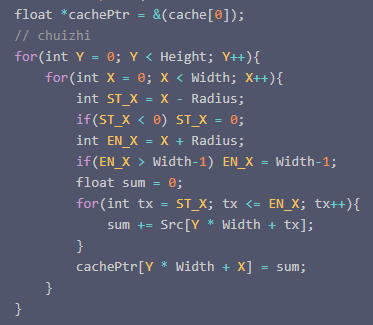 float *cachePtr = &(cache[0]);
// chuizhi
for(int Y = 0; Y < Height; Y++){
    for(int X = 0; X < Width; X++){
        int ST_X = X - Radius;
        if(ST_X < 0) ST_X = 0;
        int EN_X = X + Radius;
        if(EN_X > Width-1) EN_X = Width-1;
        float sum = 0;
        for(int tx = ST_X; tx <= EN_X; tx++){
            sum += Src[Y * Width + tx];
        }
        cachePtr[Y * Width + X] = sum;
    }
}